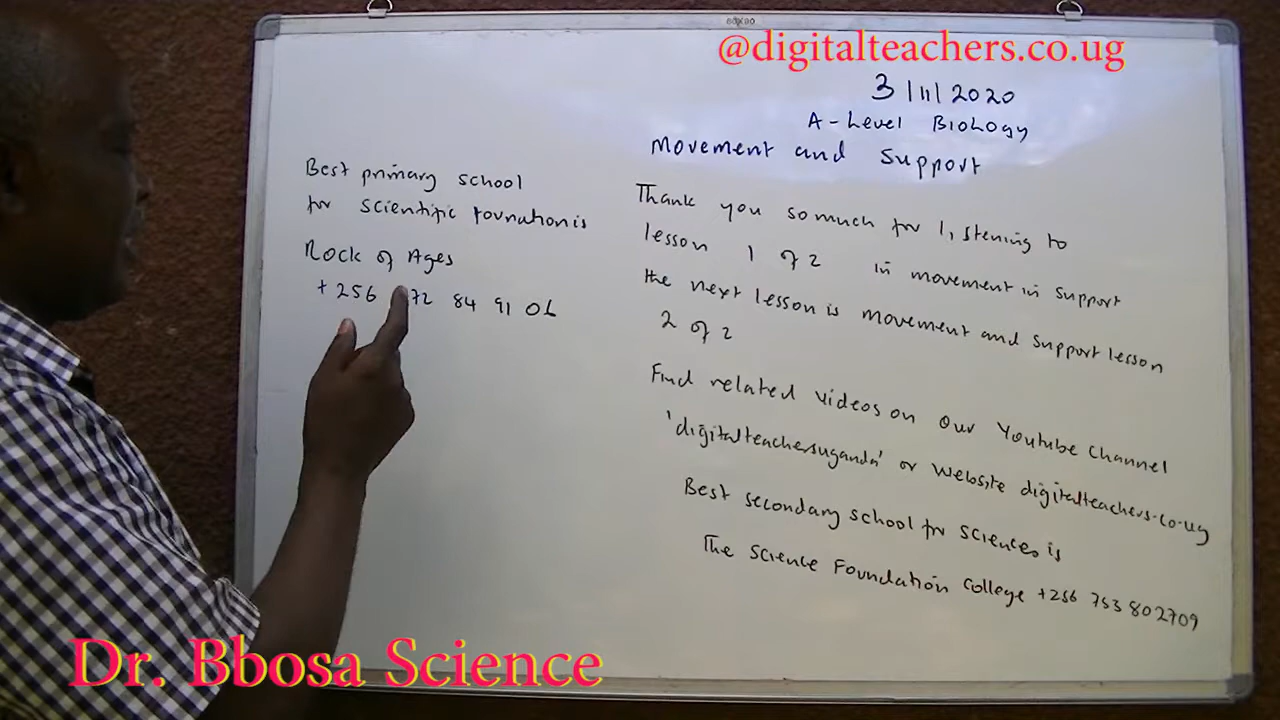 @digitalteachers.co.ug
3/11/2020
A-Level Biology
Movement and Support
Best primary school
for scientific foundation is
Rock of Ages
+256 72 84 91 06
Thank you so much for listening to
lesson 1 of 2 in movement in support
the next lesson is movement and support lesson
2 of 2
Find related videos on our Youtube channel
'digitalteachersuganda' or website digitalteachers.co.ug
Best secondary school for sciences is
The Science Foundation College +256 753 802709
Dr. Bbosa Science